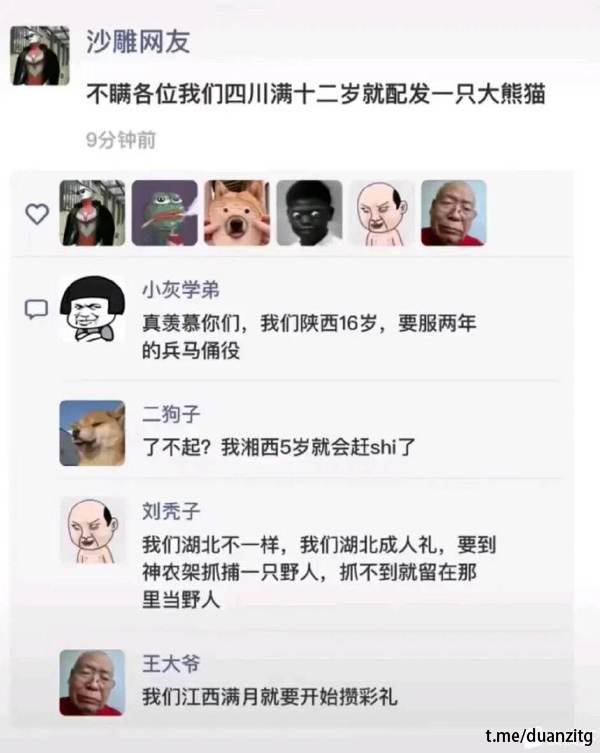 沙雕网友
不瞒各位我们四川满十二岁就配发一只大熊猫
9分钟前
小灰学弟
真羡慕你们，我们陕西16岁，要服两年
的兵马俑役
二狗子
了不起？我湘西5岁就会赶shi了
刘秃子
我们湖北不一样，我们湖北成人礼，要到
神农架抓捕一只野人，抓不到就留在那
里当野人
王大爷
我们江西满月就要开始攒彩礼
t.me/duanzitg